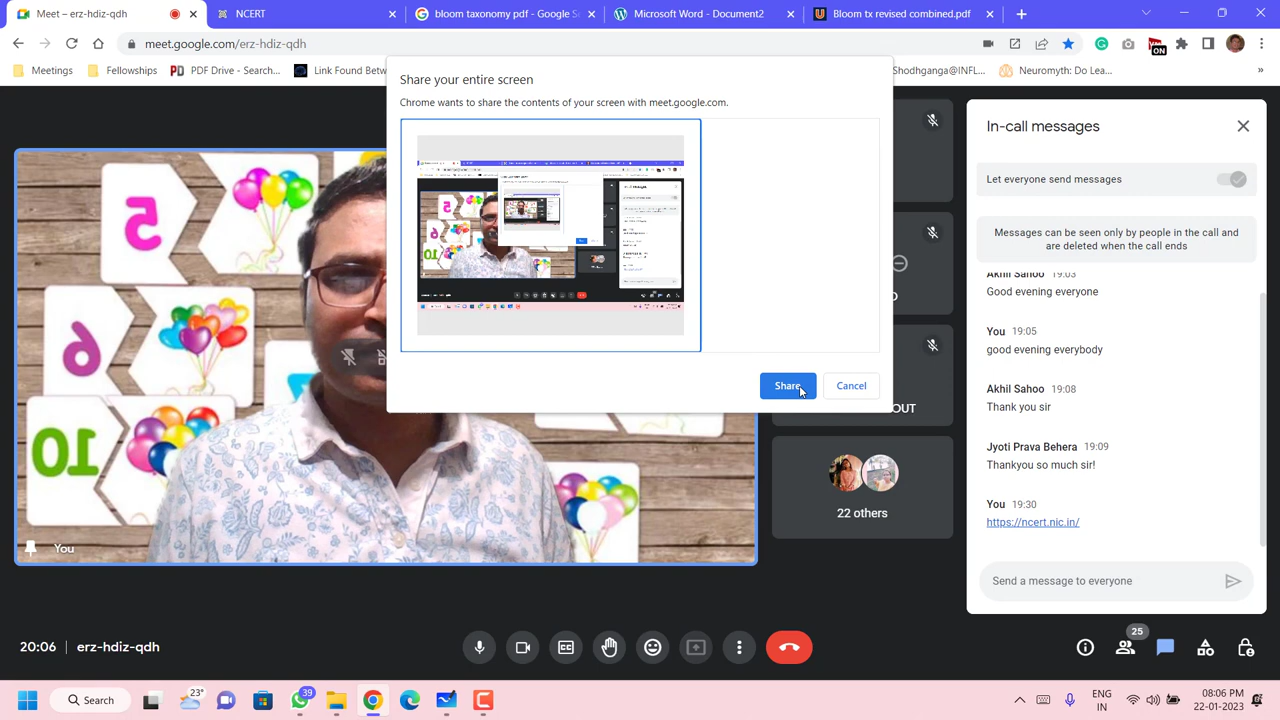 Meet – erz-hdiz-qdh
NCERT
bloom taxonomy pdf - Google Se
Microsoft Word - Document2
Bloom tx revised combined.pdf
meet.google.com/erz-hdiz-qdh
ON
Meetings
Fellowships
PD PDF Drive - Search...
Link Found Betw
Shodhganga@INFL...
Neuromyth: Do Lea...
»
Share your entire screen
Chrome wants to share the contents of your screen with meet.google.com.
Share
Cancel
5
6
10
You
OUT
22 others
In-call messages
Let everyone send messages
Messages can be seen only by people in the call and
are deleted when the call ends
Akhil Sahoo 19:03
Good evening everyone
You 19:05
good evening everybody
Akhil Sahoo 19:08
Thank you sir
Jyoti Prava Behera 19:09
Thankyou so much sir!
You 19:30
https://ncert.nic.in/
Send a message to everyone
20:06 | erz-hdiz-qdh
25
Search
23°
39
ENG
IN
08:06 PM
22-01-2023